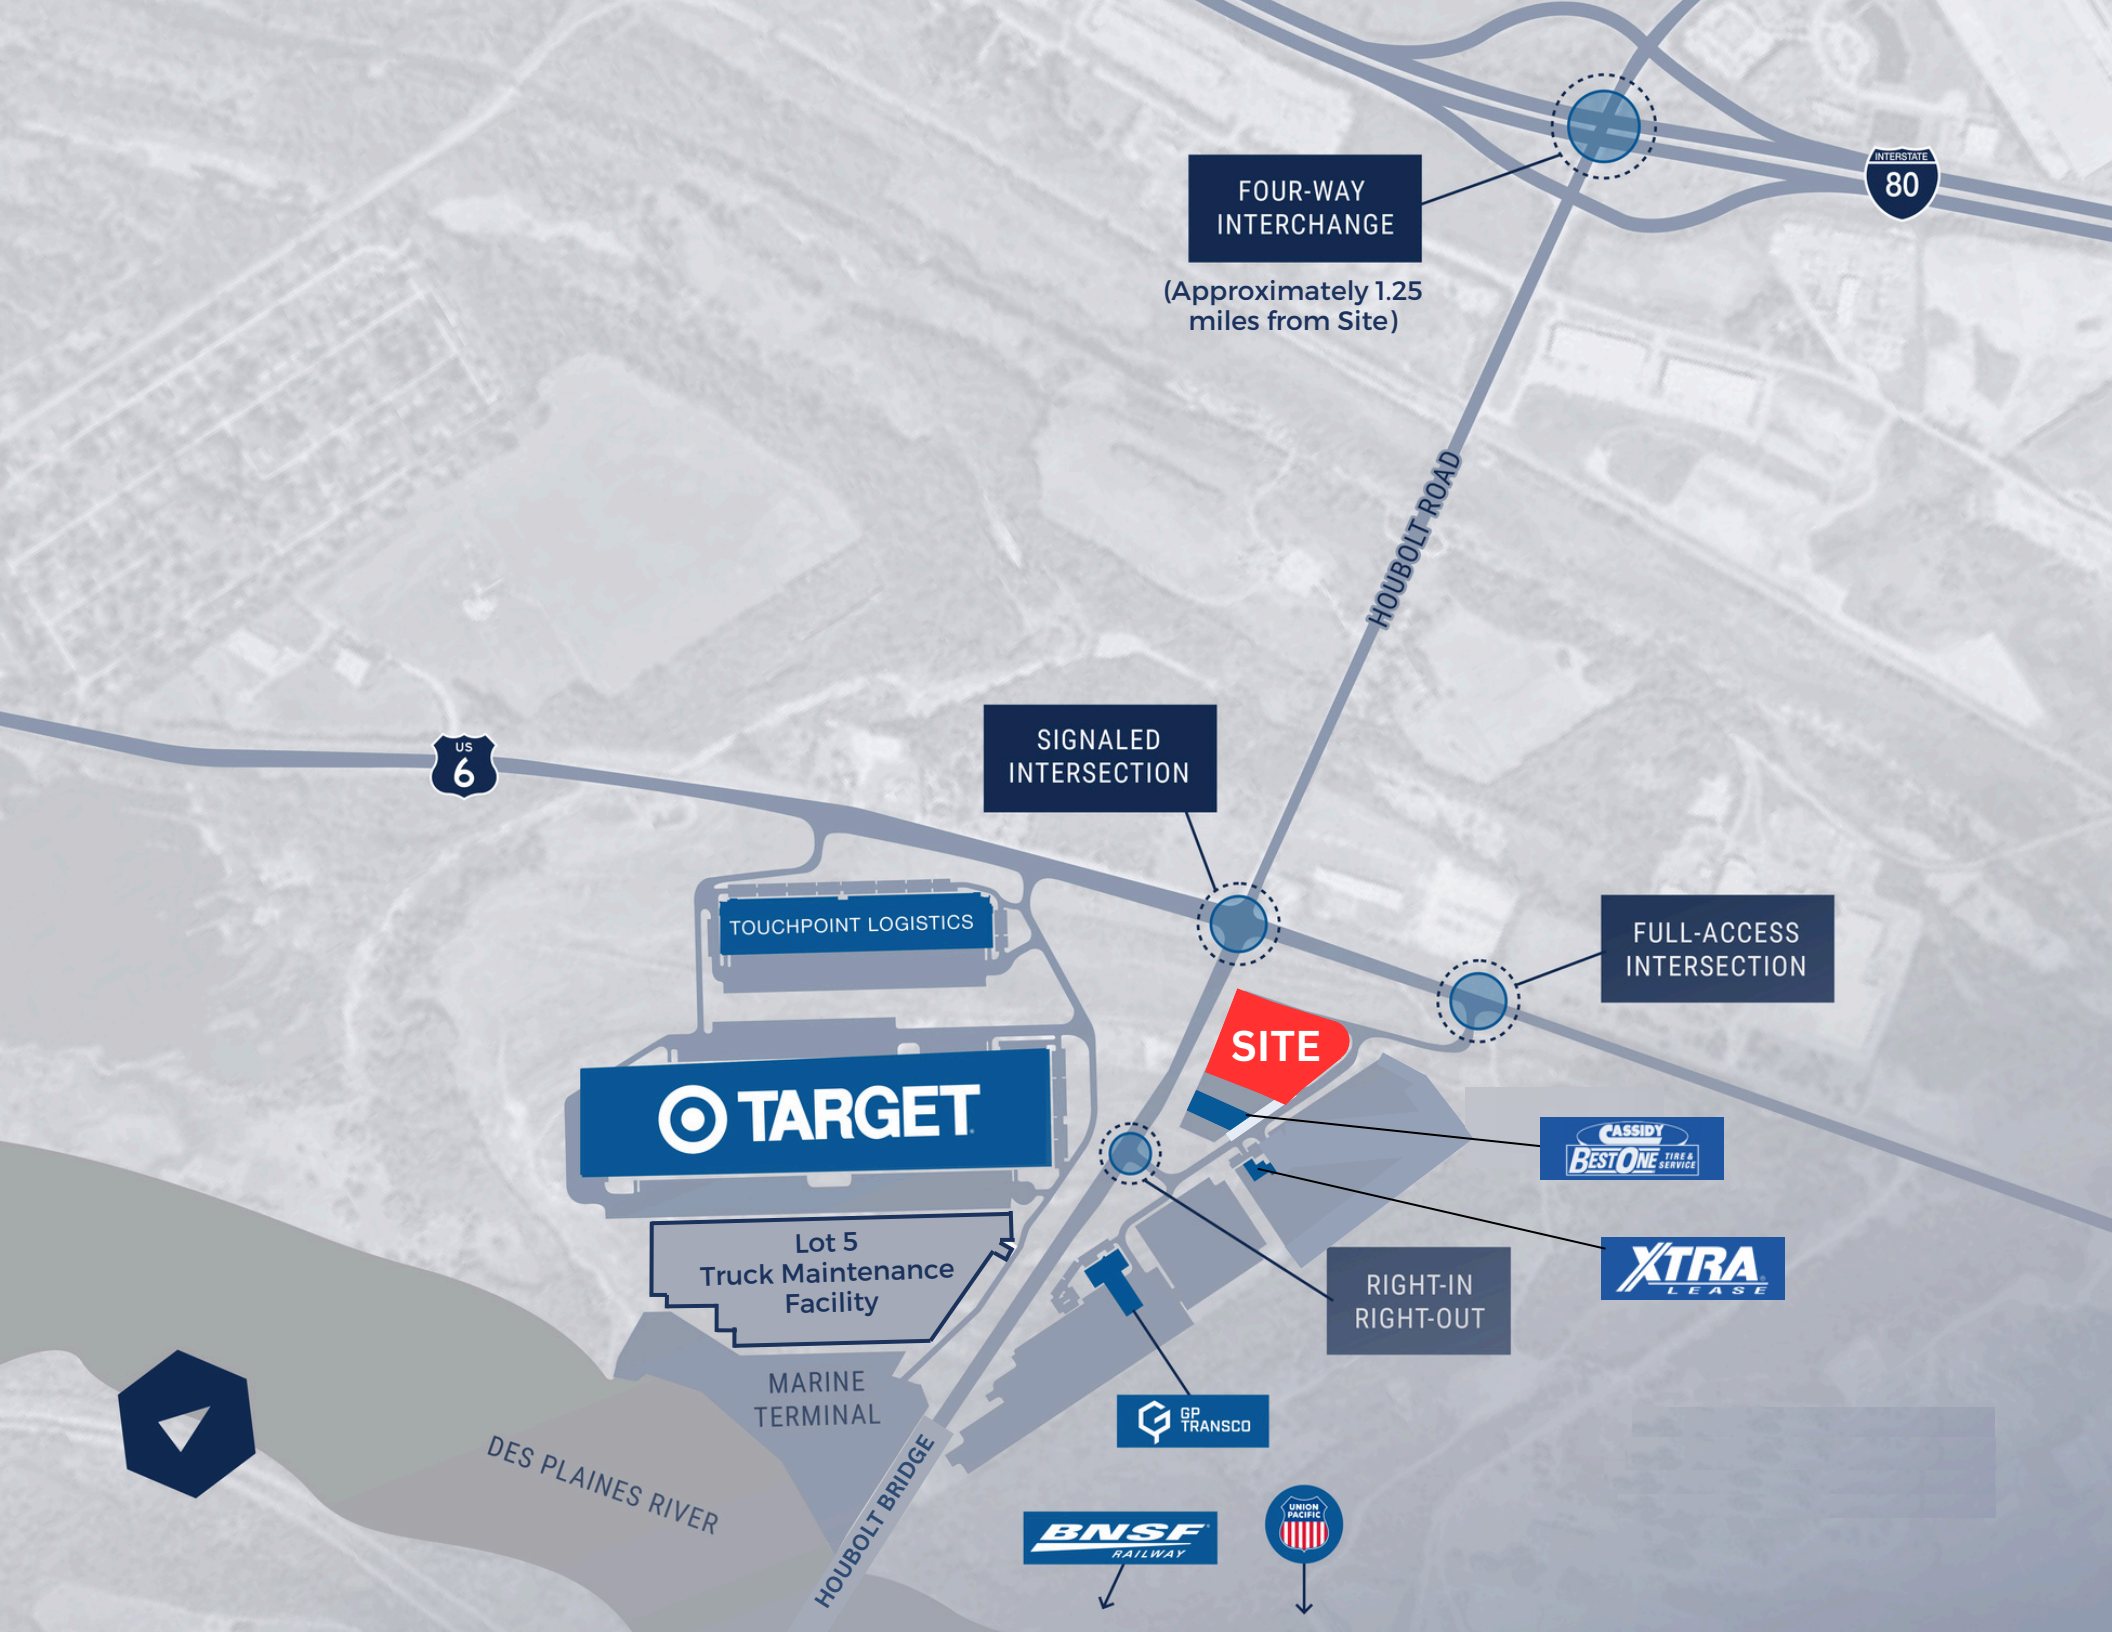 INTERSTATE
80
FOUR-WAY
INTERCHANGE
(Approximately 1.25
miles from Site)
HOUBOLT ROAD
SIGNALED
INTERSECTION
US
6
TOUCHPOINT LOGISTICS
FULL-ACCESS
INTERSECTION
SITE
TARGET
CASSIDY
BESTONE TIRE &
SERVICE
Lot 5
Truck Maintenance
Facility
XTRA
LEASE
RIGHT-IN
RIGHT-OUT
MARINE
TERMINAL
GP
TRANSCO
DES PLAINES RIVER
HOUBOLT BRIDGE
BNSF
RAILWAY
UNION
PACIFIC